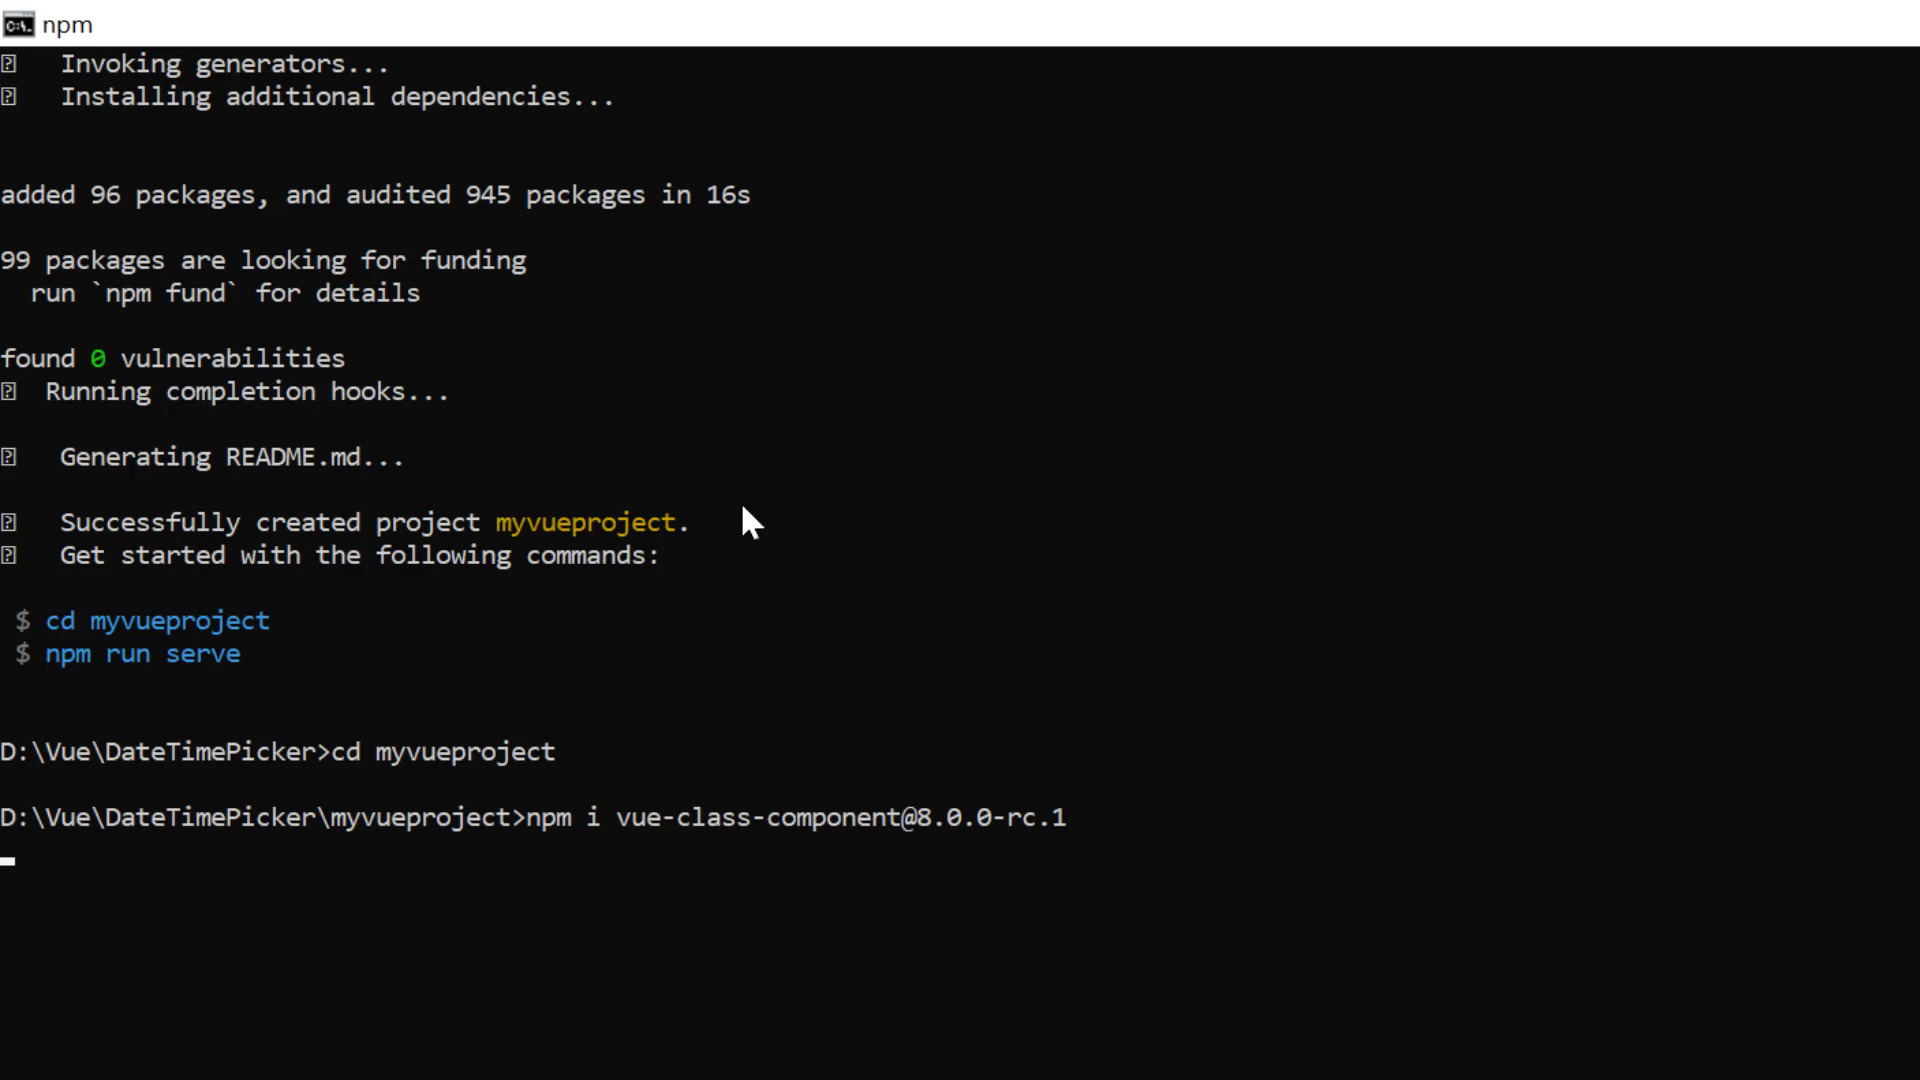 npm
Invoking generators...
Installing additional dependencies...
added 96 packages, and audited 945 packages in 16s
99 packages are looking for funding
run `npm fund` for details
found 0 vulnerabilities
Running completion hooks...
Generating README.md...
Successfully created project myvueproject.
Get started with the following commands:
$ cd myvueproject
$ npm run serve
D:\Vue\DateTimePicker>cd myvueproject
D:\Vue\DateTimePicker\myvueproject>npm i vue-class-component@8.0.0-rc.1